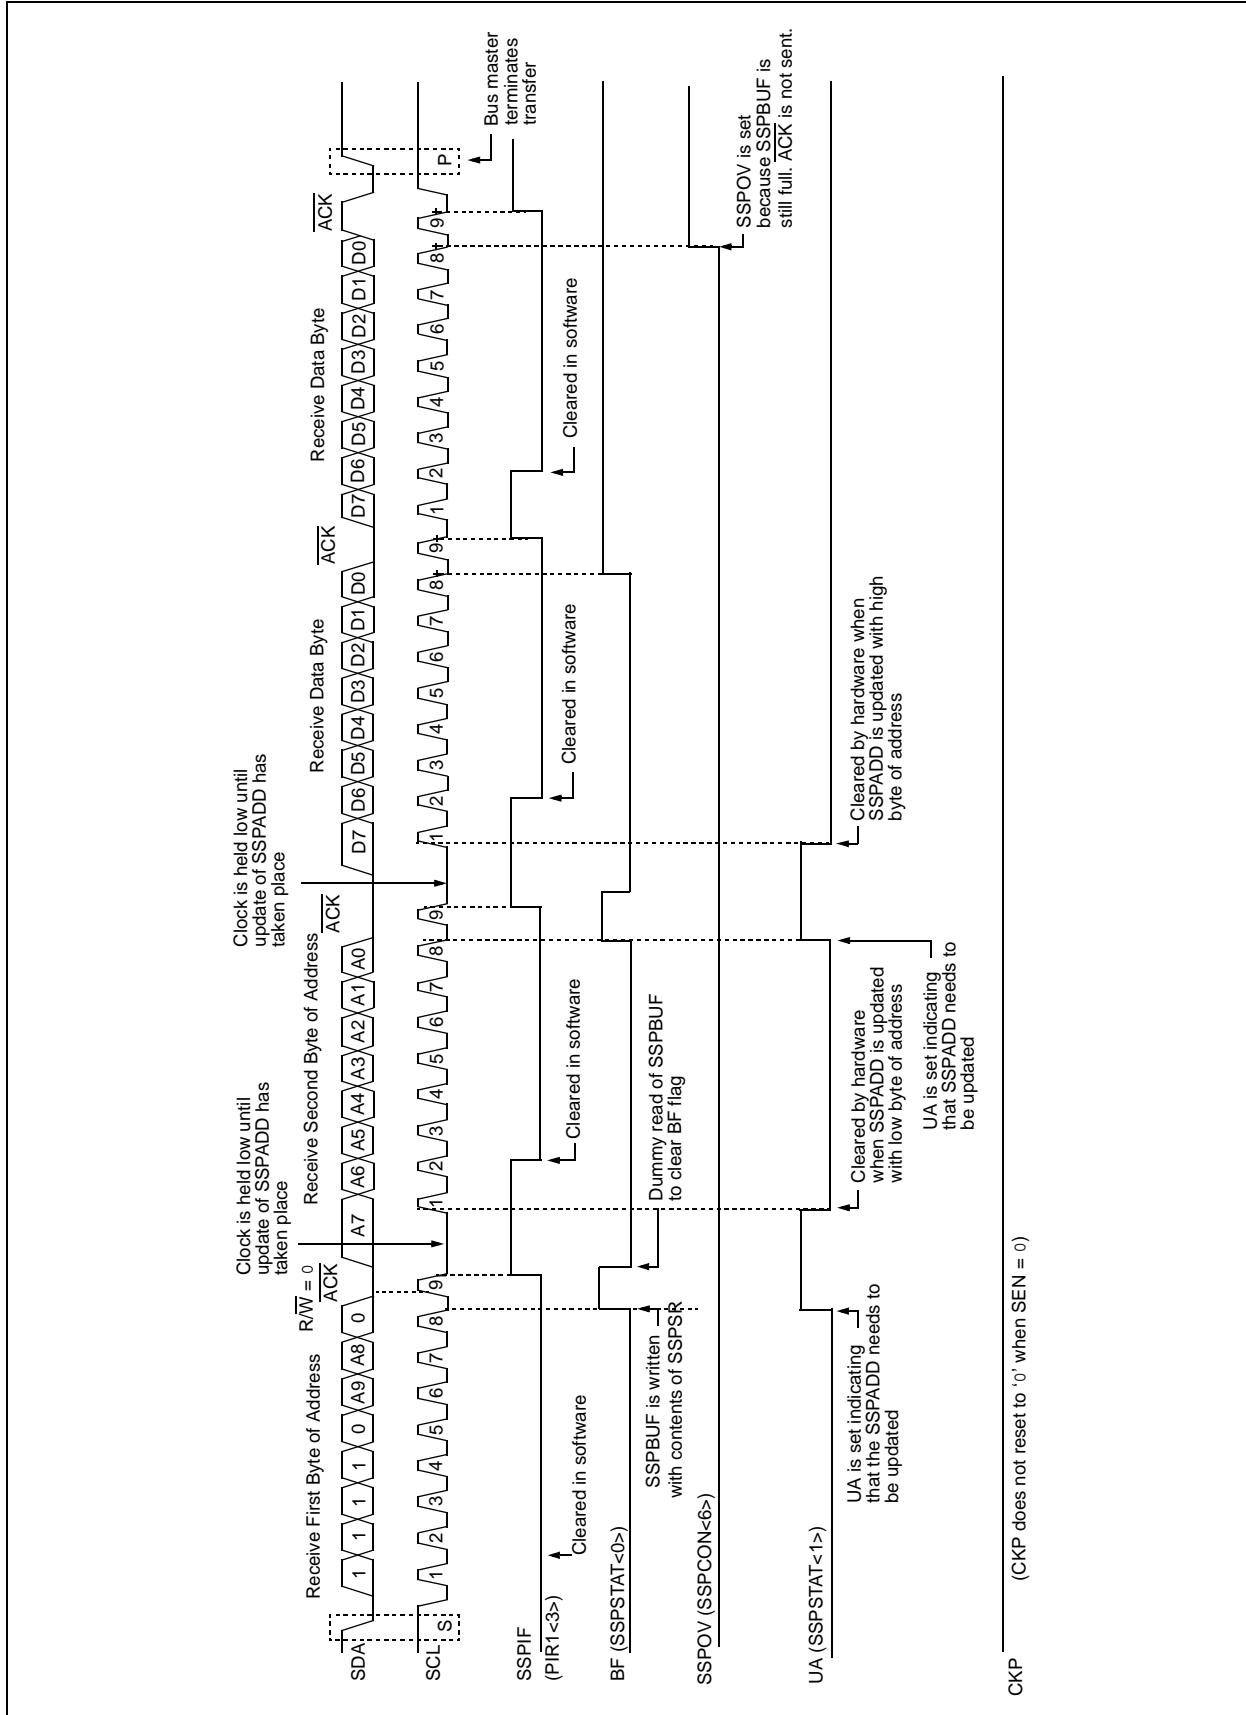 Receive First Byte of Address
R/W = 0
ACK
Clock is held low until
update of SSPADD has
taken place
Receive Second Byte of Address
ACK
Clock is held low until
update of SSPADD has
taken place
Receive Data Byte
ACK
Receive Data Byte
ACK
SDA
1 1 1 1 0 A9 A8 0 A7 A6 A5 A4 A3 A2 A1 A0 D7 D6 D5 D4 D3 D2 D1 D0 D7 D6 D5 D4 D3 D2 D1 D0
SCL
S 1 2 3 4 5 6 7 8 9 1 2 3 4 5 6 7 8 9 1 2 3 4 5 6 7 8 9 1 2 3 4 5 6 7 8 9 P
Bus master
terminates
transfer
SSPIF
(PIR1<3>)
Cleared in software
Cleared in software
Cleared in software
Cleared in software
BF (SSPSTAT<0>)
SSPBUF is written
with contents of SSPSR
Dummy read of SSPBUF
to clear BF flag
SSPOV (SSPCON<6>)
SSPOV is set
because SSPBUF is
still full. ACK is not sent.
UA (SSPSTAT<1>)
UA is set indicating
that the SSPADD needs to
be updated
Cleared by hardware
when SSPADD is updated
with low byte of address
UA is set indicating
that SSPADD needs to
be updated
Cleared by hardware when
SSPADD is updated with high
byte of address
CKP
(CKP does not reset to ‘0’ when SEN = 0)